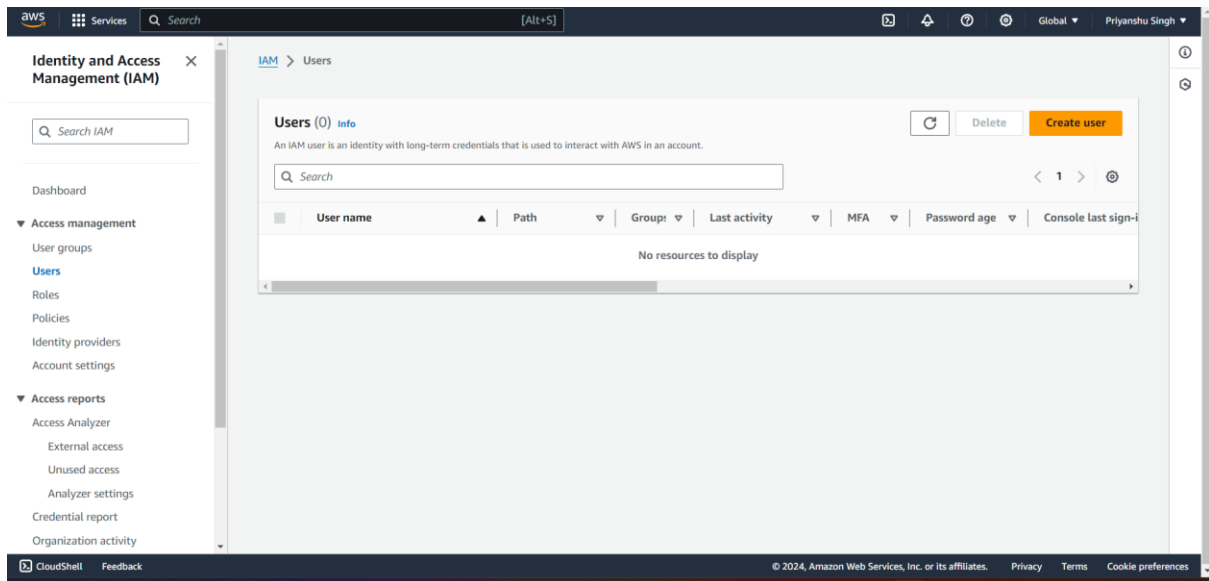 aws Services Search [Alt+S] Global Priyanshu Singh
Identity and Access
Management (IAM)
Search IAM
Dashboard
Access management
User groups
Users
Roles
Policies
Identity providers
Account settings
Access reports
Access Analyzer
External access
Unused access
Analyzer settings
Credential report
Organization activity
IAM > Users
Users (0) Info
Delete
Create user
An IAM user is an identity with long-term credentials that is used to interact with AWS in an account.
Search
1
User name Path Groups Last activity MFA Password age Console last sign-i
No resources to display
CloudShell Feedback © 2024, Amazon Web Services, Inc. or its affiliates. Privacy Terms Cookie preferences